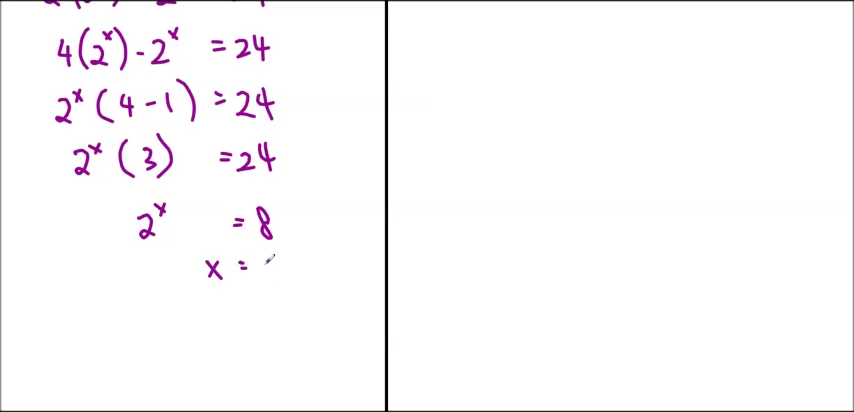 4(2^x) - 2^x = 24
2^x (4 - 1) = 24
2^x (3) = 24
2^x = 8
x =